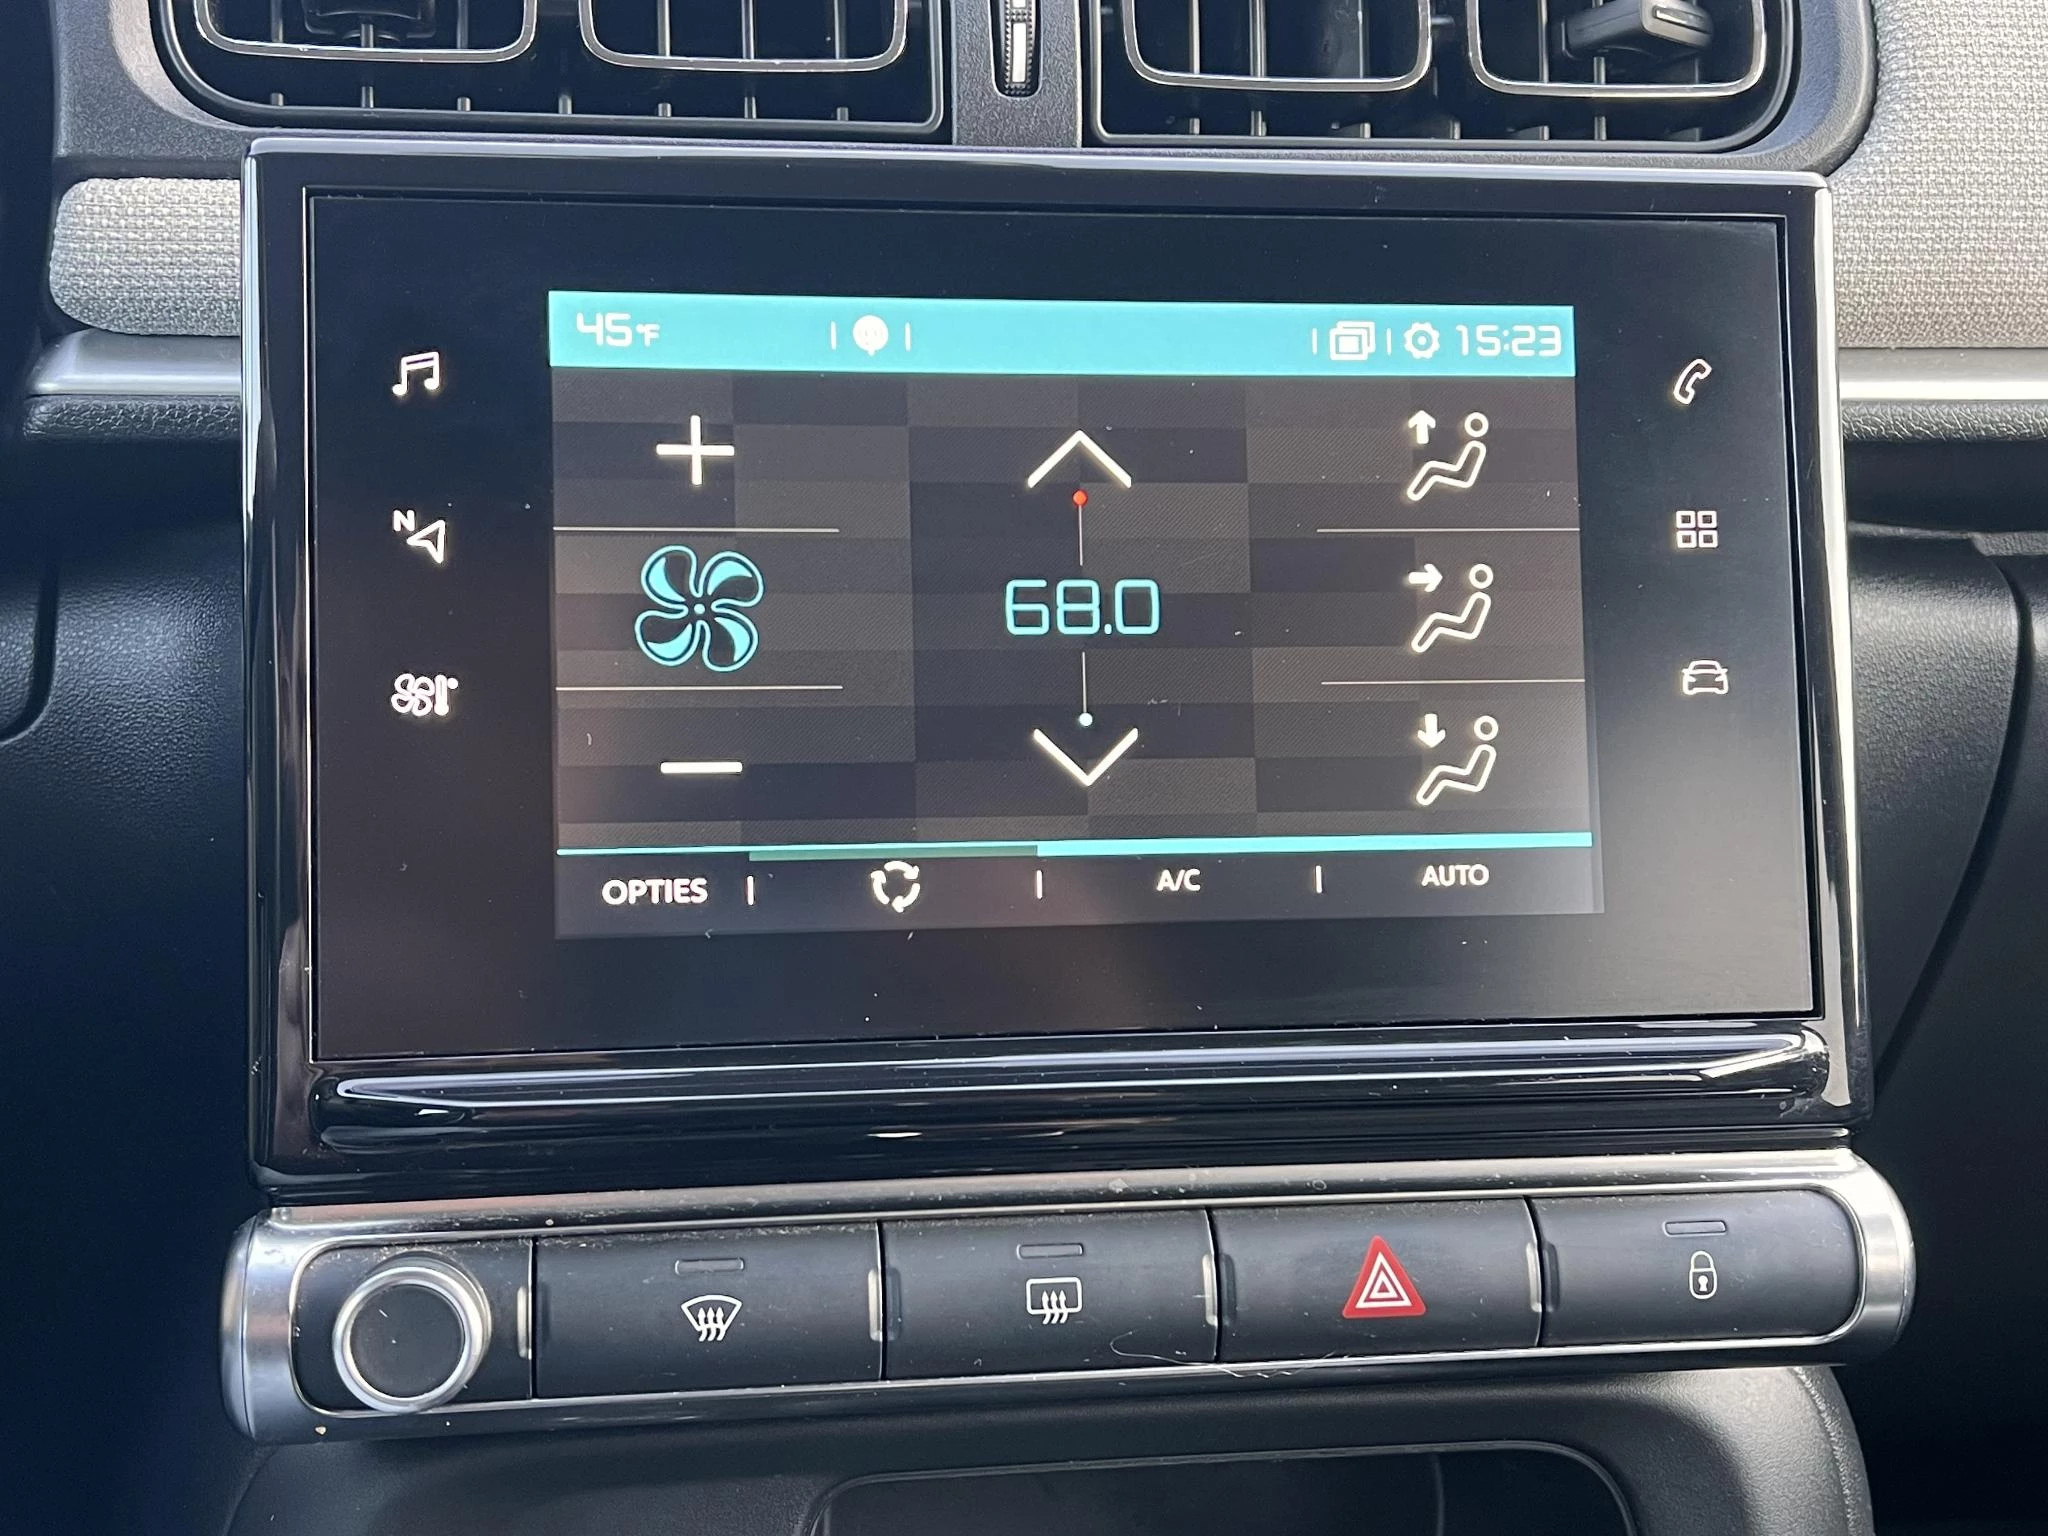 45°F 15:23
N
68.0
OPTIES A/C AUTO